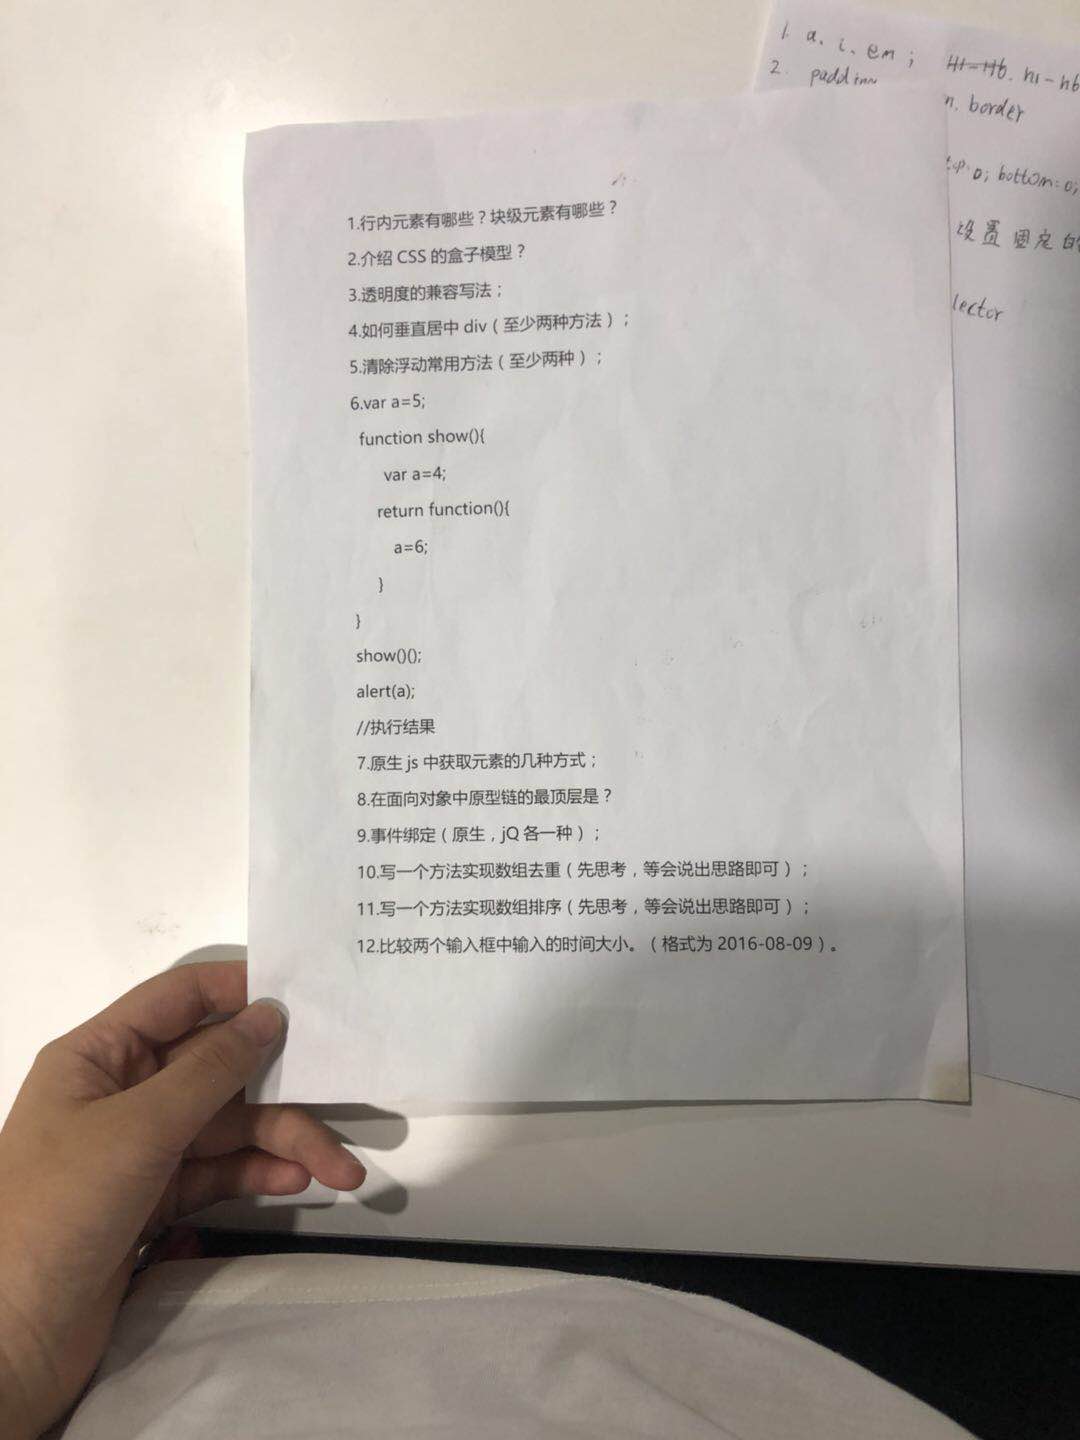 1. a、i、em； H1-H6、h1-h6
2. padding
border
bottom:0;
设置固定
lector
1.行内元素有哪些？块级元素有哪些？
2.介绍 CSS 的盒子模型？
3.透明度的兼容写法；
4.如何垂直居中 div（至少两种方法）；
5.清除浮动常用方法（至少两种）；
6.var a=5;
function show(){
var a=4;
return function(){
a=6;
}
}
show()();
alert(a);
//执行结果
7.原生 js 中获取元素的几种方式；
8.在面向对象中原型链的最顶层是？
9.事件绑定（原生，jQ 各一种）；
10.写一个方法实现数组去重（先思考，等会说出思路即可）；
11.写一个方法实现数组排序（先思考，等会说出思路即可）；
12.比较两个输入框中输入的时间大小。（格式为 2016-08-09）。